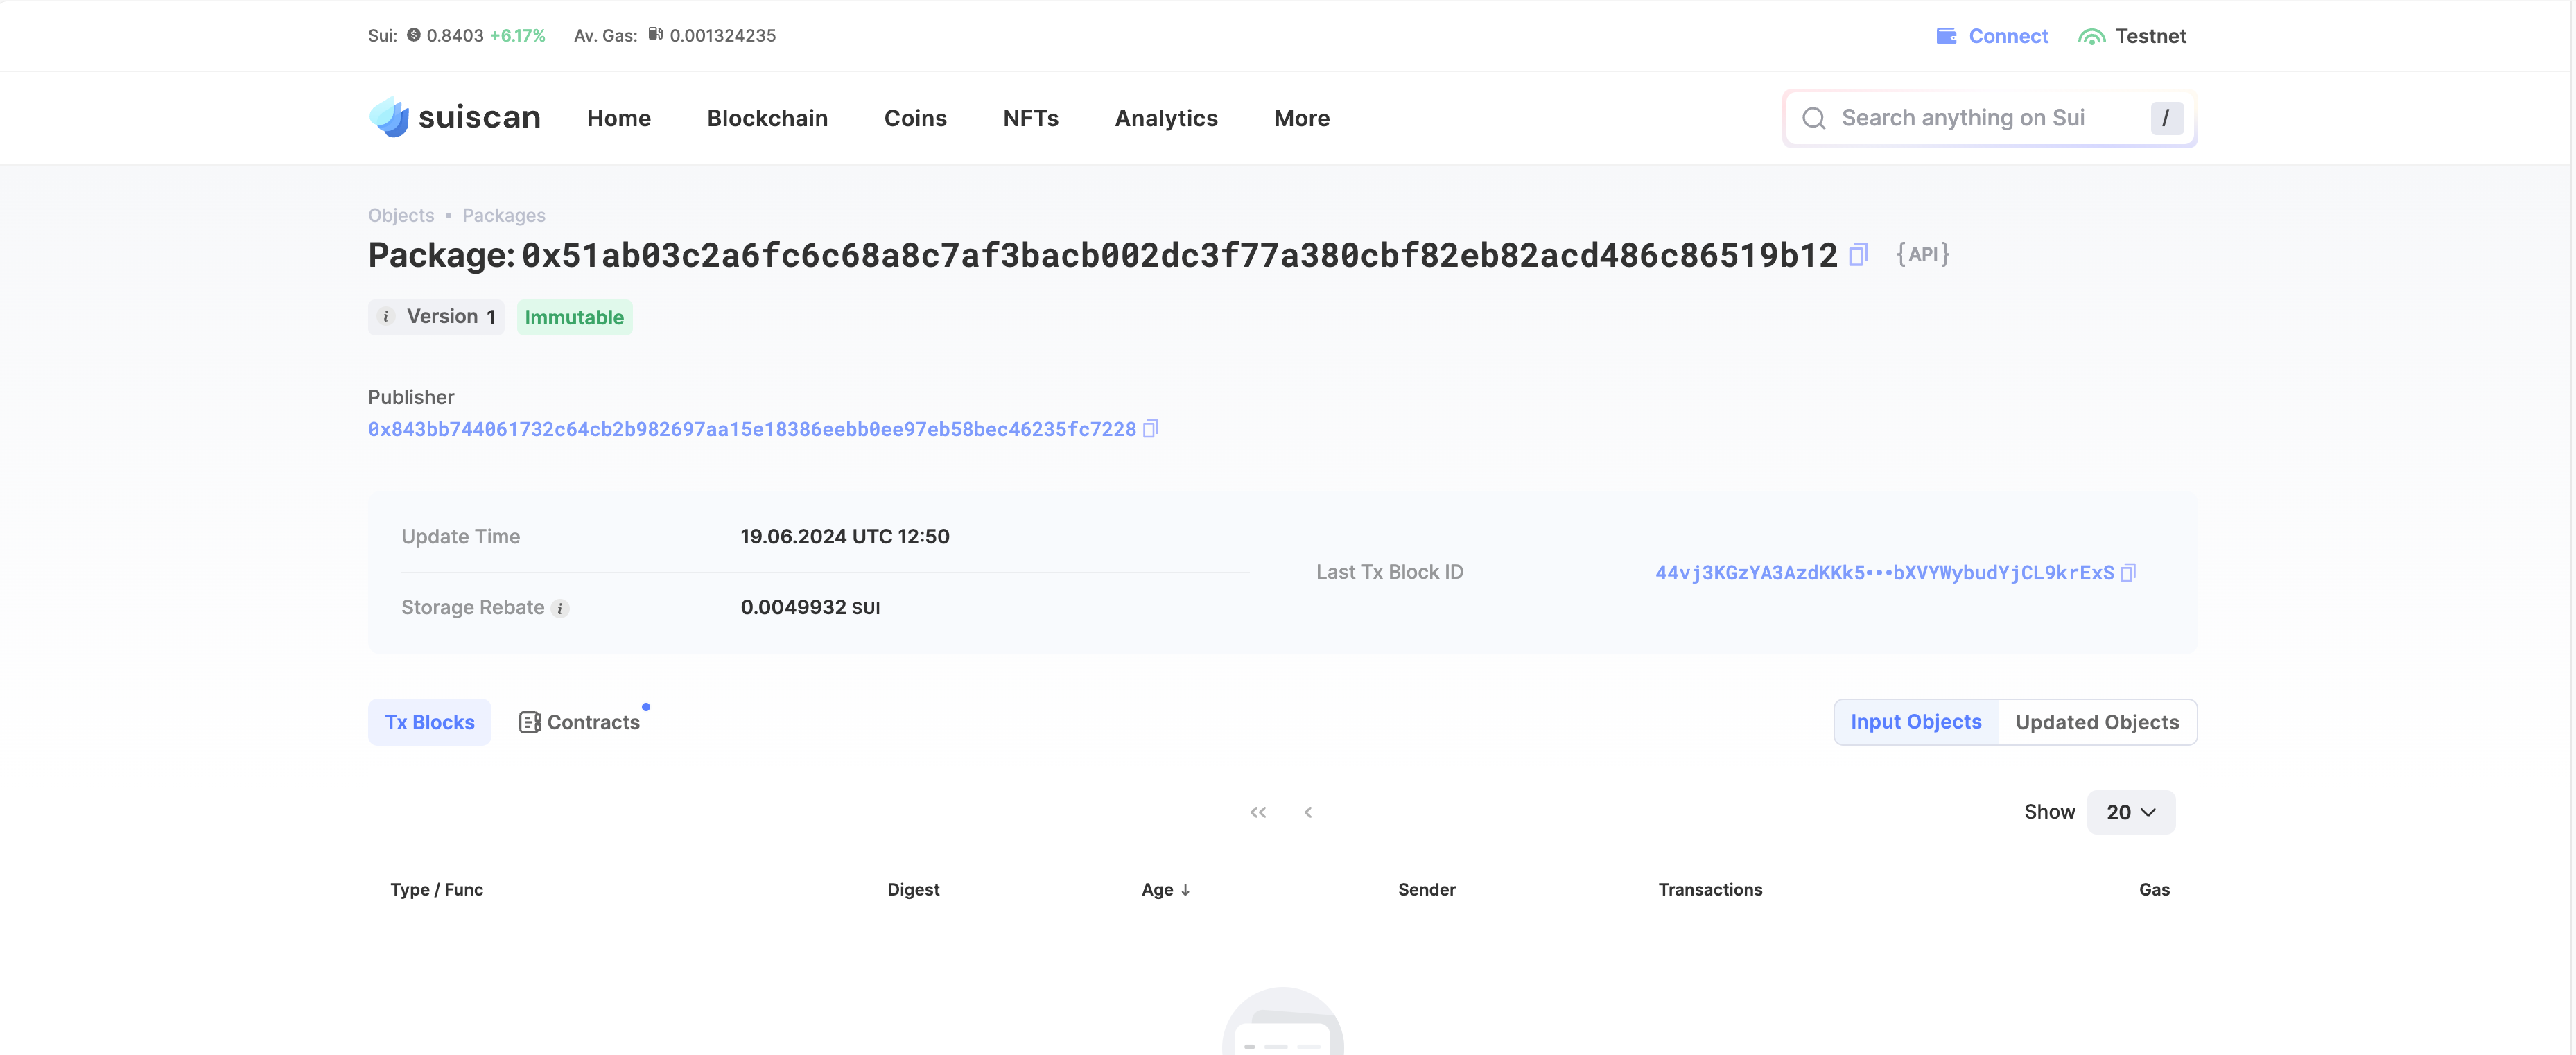 Sui: 0.8403 +6.17% Av. Gas: 0.001324235 Connect Testnet
suiscan Home Blockchain Coins NFTs Analytics More Search anything on Sui /
Objects • Packages
Package: 0x51ab03c2a6fc6c68a8c7af3bacb002dc3f77a380cbf82eb82acd486c86519b12 {API}
i Version 1 Immutable
Publisher
0x843bb744061732c64cb2b982697aa15e18386eebb0ee97eb58bec46235fc7228
Update Time 19.06.2024 UTC 12:50
Last Tx Block ID 44vj3KGzYA3AzdKKk5•••bXVYWybudYjCL9krExS
Storage Rebate i 0.0049932 SUI
Tx Blocks Contracts Input Objects Updated Objects
« ‹ Show 20
Type / Func Digest Age ↓ Sender Transactions Gas